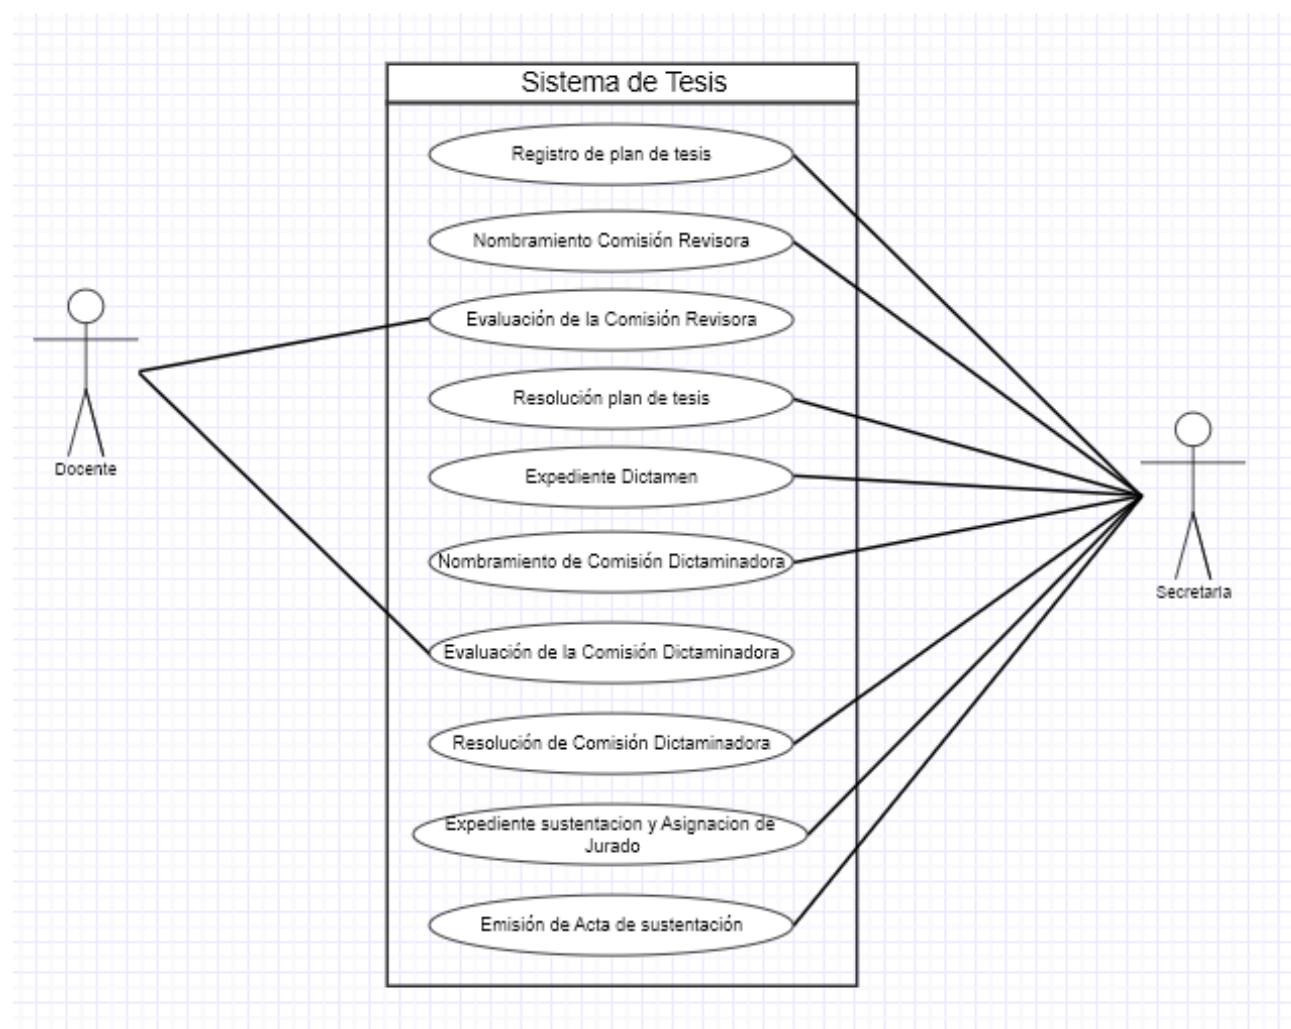 Sistema de Tesis
Registro de plan de tesis
Nombramiento Comisión Revisora
Evaluación de la Comisión Revisora
Resolución plan de tesis
Expediente Dictamen
Nombramiento de Comisión Dictaminadora
Evaluación de la Comisión Dictaminadora
Resolución de Comisión Dictaminadora
Expediente sustentacion y Asignacion de
Jurado
Emisión de Acta de sustentación
Docente
Secretaria